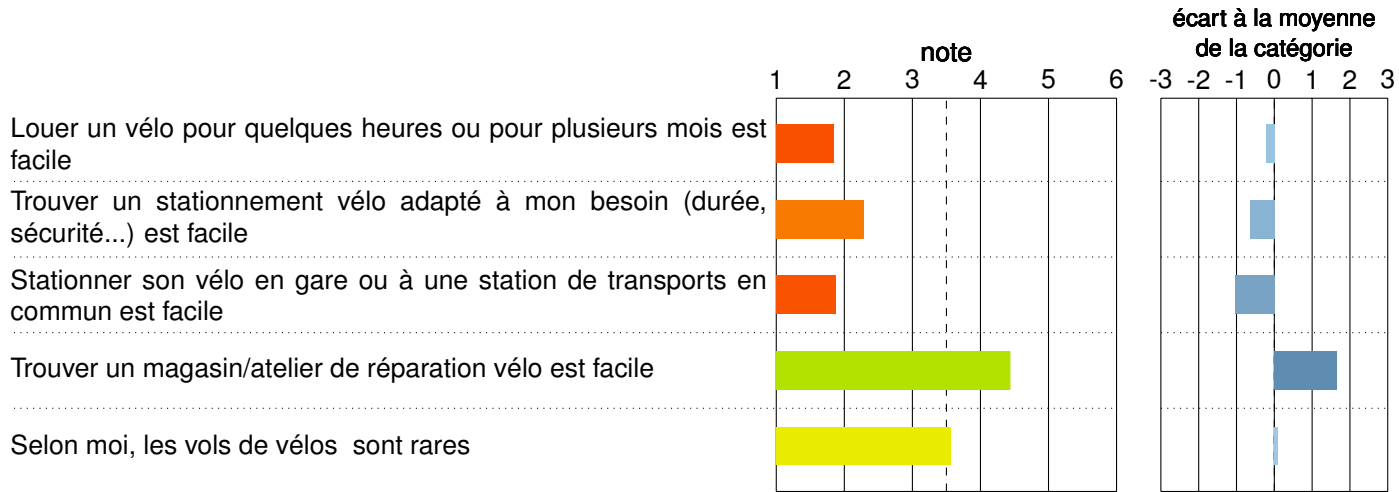 écart à la moyenne
de la catégorie
note
1 2 3 4 5 6 -3 -2 -1 0 1 2 3
Louer un vélo pour quelques heures ou pour plusieurs mois est
facile
Trouver un stationnement vélo adapté à mon besoin (durée,
sécurité...) est facile
Stationner son vélo en gare ou à une station de transports en
commun est facile
Trouver un magasin/atelier de réparation vélo est facile
Selon moi, les vols de vélos sont rares